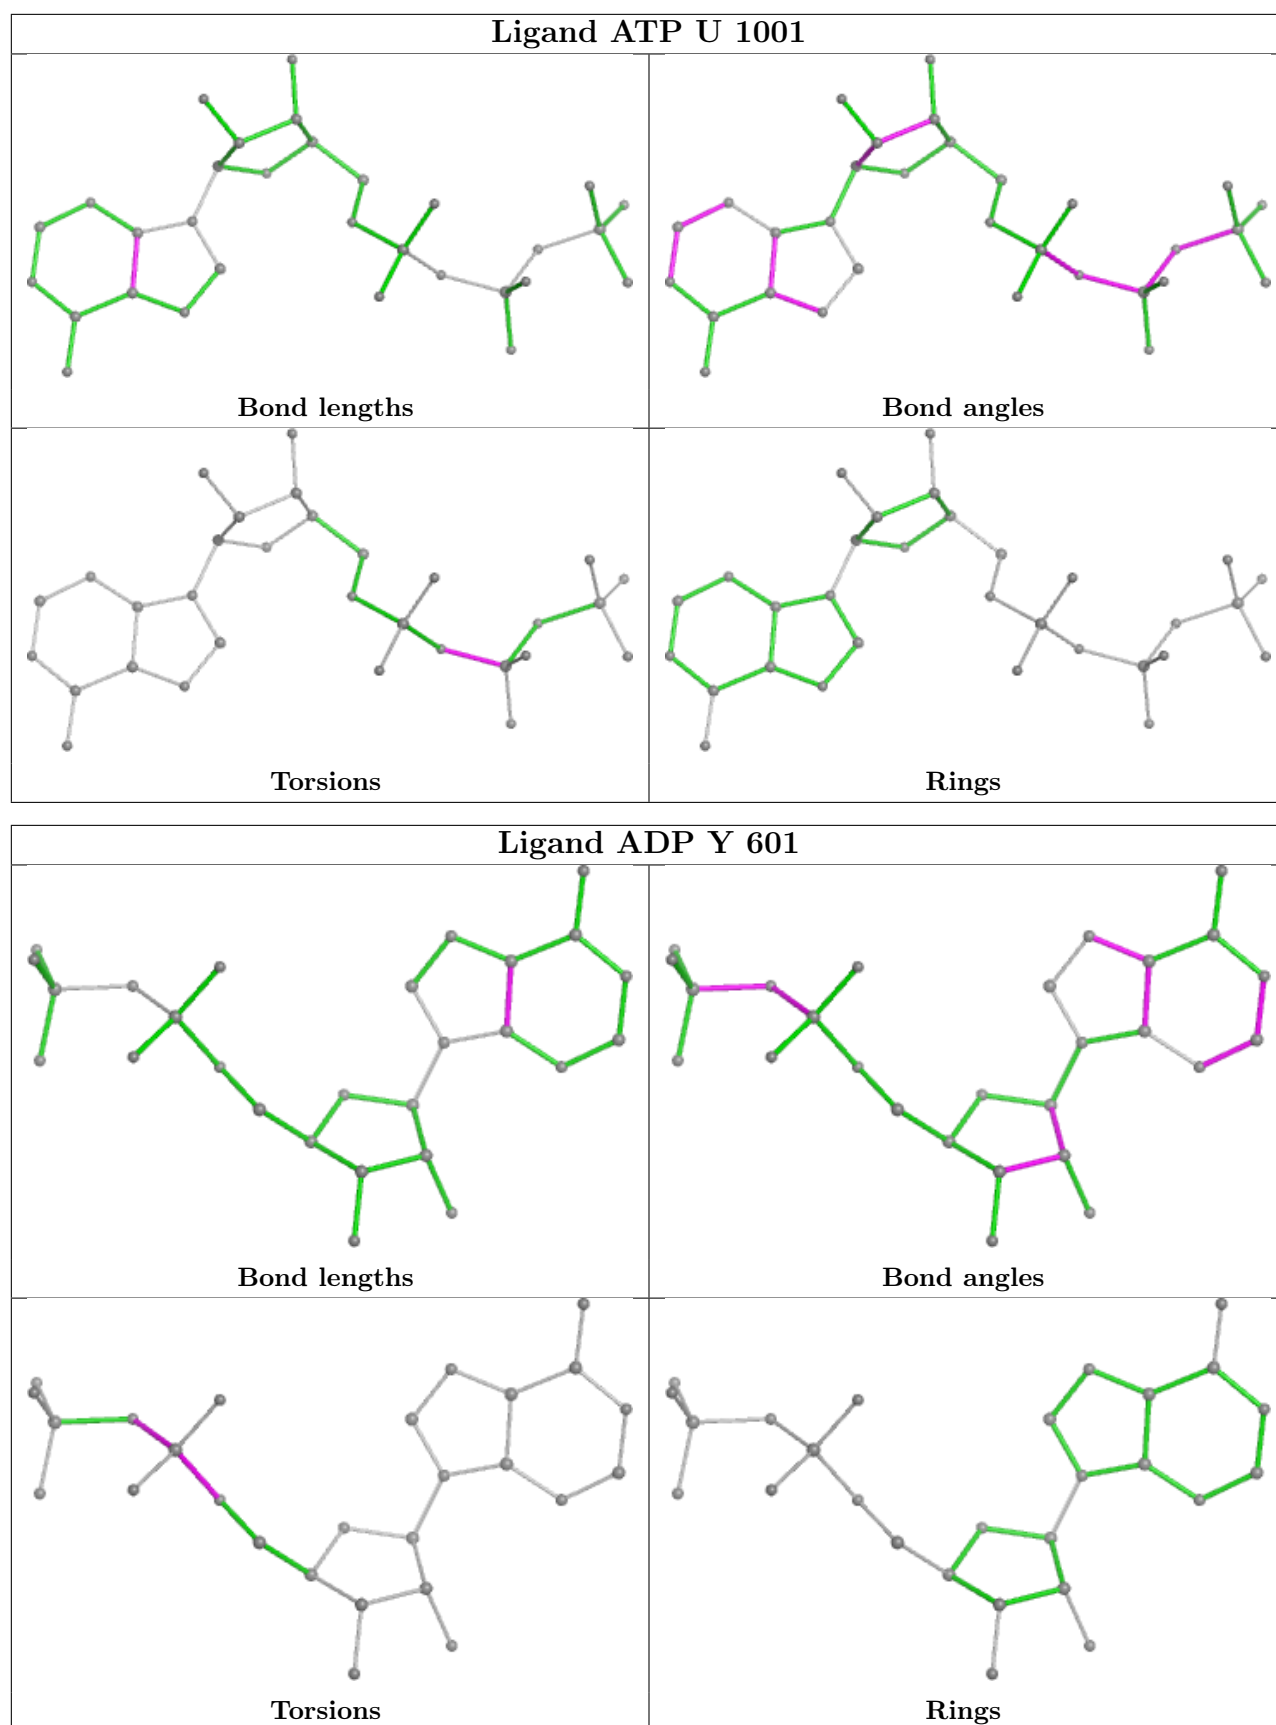 Ligand ATP U 1001
Bond lengths
Bond angles
Torsions
Rings
Ligand ADP Y 601
Bond lengths
Bond angles
Torsions
Rings